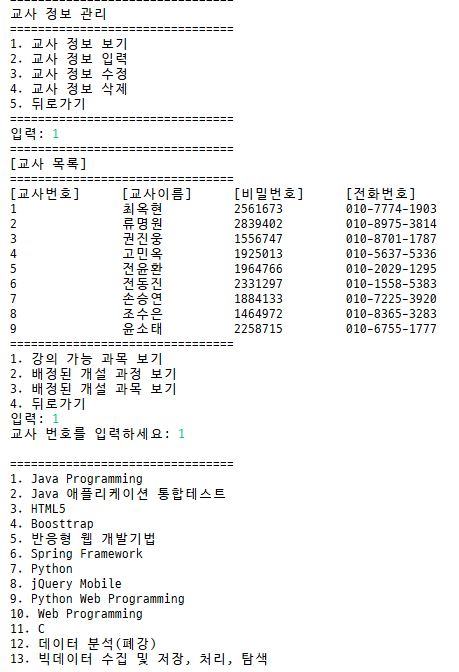 ================================
교사 정보 관리
================================
1. 교사 정보 보기
2. 교사 정보 입력
3. 교사 정보 수정
4. 교사 정보 삭제
5. 뒤로가기
================================
입력: 1
================================
[교사 목록]
================================
[교사번호] [교사이름] [비밀번호] [전화번호]
1 최옥현 2561673 010-7774-1903
2 류명원 2839402 010-8975-3814
3 권진웅 1556747 010-8701-1787
4 고민옥 1925013 010-5637-5336
5 전윤환 1964766 010-2029-1295
6 전동진 2331297 010-1558-5383
7 손승연 1884133 010-7225-3920
8 조수은 1464972 010-8365-3283
9 윤소태 2258715 010-6755-1777
================================
1. 강의 가능 과목 보기
2. 배정된 개설 과정 보기
3. 배정된 개설 과목 보기
4. 뒤로가기
입력: 1
교사 번호를 입력하세요: 1
================================
1. Java Programming
2. Java 애플리케이션 통합테스트
3. HTML5
4. Boosttrap
5. 반응형 웹 개발기법
6. Spring Framework
7. Python
8. jQuery Mobile
9. Python Web Programming
10. Web Programming
11. C
12. 데이터 분석(폐강)
13. 빅데이터 수집 및 저장, 처리, 탐색